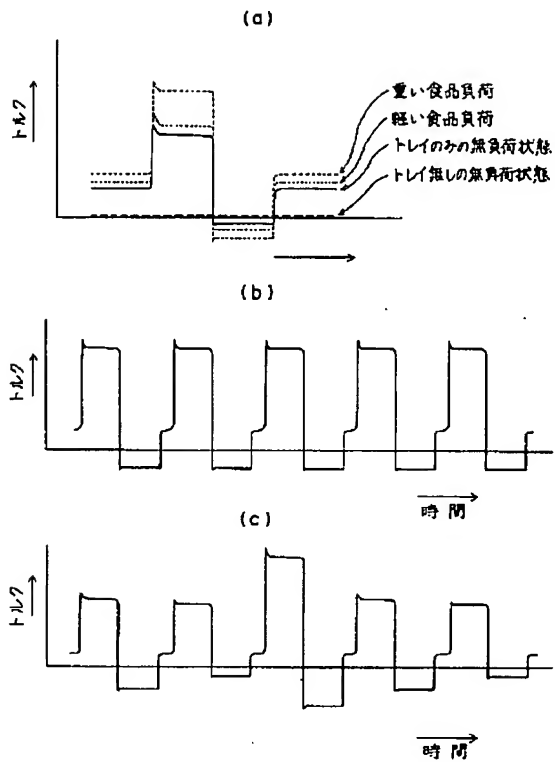 (a)
トルク
重い食品負荷
軽い食品負荷
トレイのみの無負荷状態
トレイ無しの無負荷状態
(b)
トルク
時間
(c)
トルク
時間